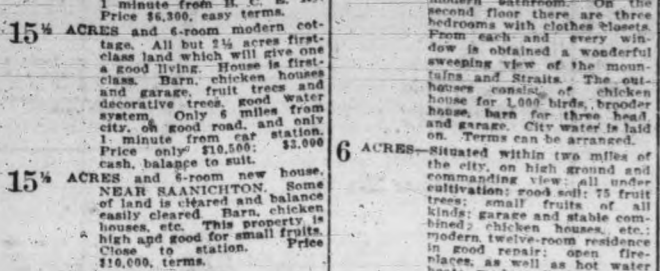 1 minute from B. C. E. R.
Price $6,300, easy terms.
15½ ACRES and 6-room modern cot-
tage. All but 2½ acres first-
class land which will give one
a good living. House is first-
class. Barn, chicken houses
and garage, fruit trees and
decorative trees, good water
system. Only 6 miles from
city, on good road, and only
1 minute from car station.
Price only $10,500: $3,000
cash, balance to suit.
15½ ACRES and 6-room new house,
NEAR SAANICHTON. Some
of land is cleared and balance
easily cleared. Barn, chicken
houses, etc. This property is
high and good for small fruits.
Close to station. Price
$10,000, terms.
modern bathroom. On the
second floor there are three
bedrooms with clothes closets.
From each and every win-
dow is obtained a wonderful
sweeping view of the moun-
tains and Straits. The out-
houses consist of chicken
house for 1,000 birds, brooder
house, barn for three head,
and garage. City water is laid
on. Terms can be arranged.
6 ACRES—Situated within two miles of
the city, on high ground and
commanding view; all under
cultivation; good soil; 75 fruit
trees; small fruits of all
kinds; garage and stable com-
bined; chicken houses, etc.;
modern twelve-room residence
in good repair; open fire-
places, as well as hot water